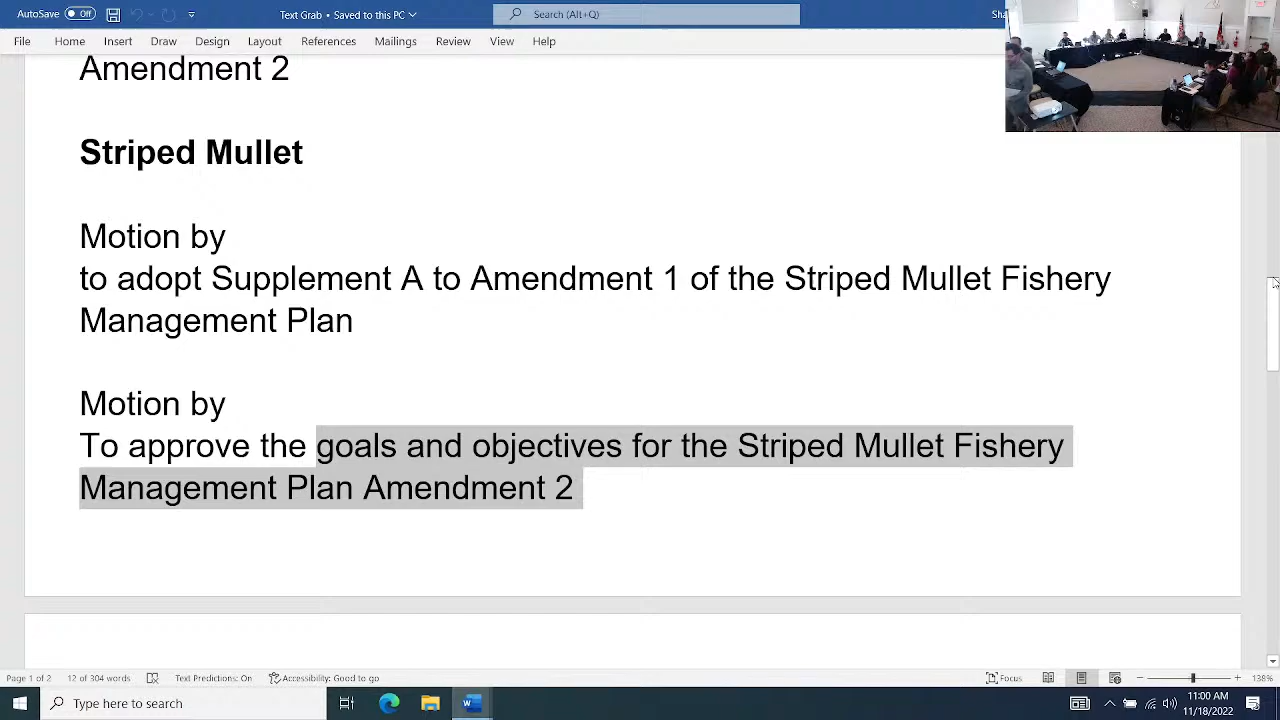 AutoSave Off Text Grab • Saved to this PC Search (Alt+Q)
File Home Insert Draw Design Layout References Mailings Review View Help
Amendment 2
Striped Mullet
Motion by
to adopt Supplement A to Amendment 1 of the Striped Mullet Fishery
Management Plan
Motion by
To approve the goals and objectives for the Striped Mullet Fishery
Management Plan Amendment 2
Page 1 of 2 12 of 304 words Text Predictions: On Accessibility: Good to go Focus 138%
Type here to search 11:00 AM
11/18/2022